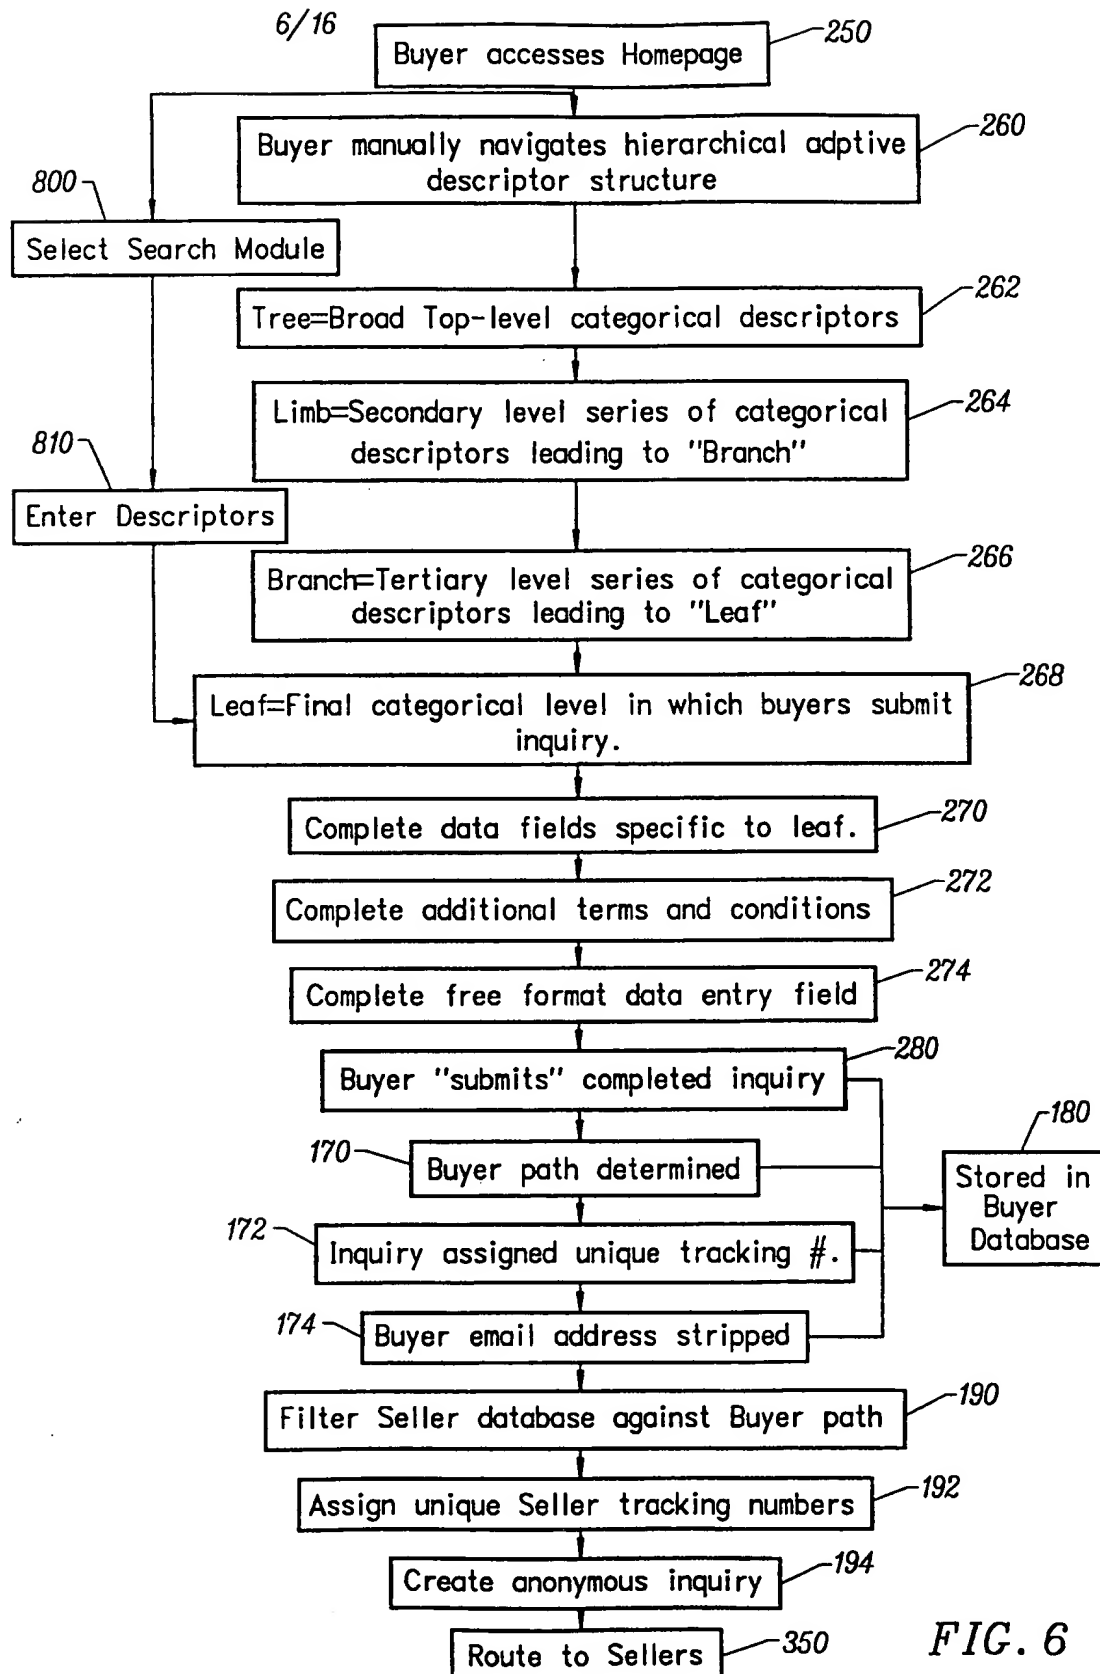 6/16
Buyer accesses Homepage
250
Buyer manually navigates hierarchical adptive
descriptor structure
260
800
Select Search Module
Tree=Broad Top-level categorical descriptors
262
Limb=Secondary level series of categorical
descriptors leading to "Branch"
264
810
Enter Descriptors
Branch=Tertiary level series of categorical
descriptors leading to "Leaf"
266
Leaf=Final categorical level in which buyers submit
inquiry.
268
Complete data fields specific to leaf.
270
Complete additional terms and conditions
272
Complete free format data entry field
274
Buyer "submits" completed inquiry
280
170
Buyer path determined
180
Stored in
Buyer
Database
172
Inquiry assigned unique tracking #.
174
Buyer email address stripped
Filter Seller database against Buyer path
190
Assign unique Seller tracking numbers
192
Create anonymous inquiry
194
Route to Sellers
350
FIG. 6